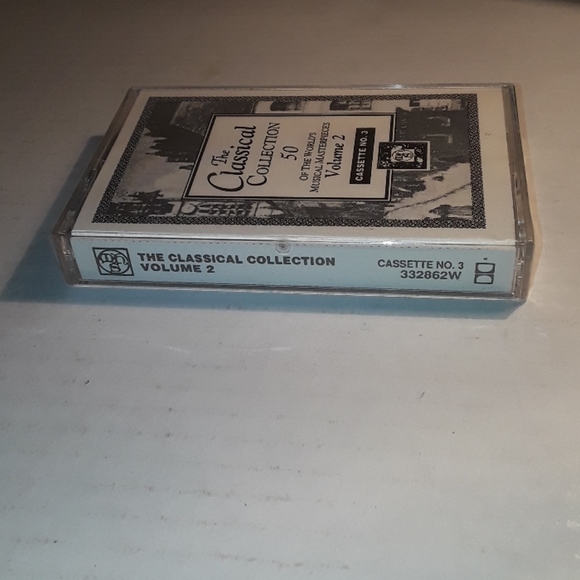 The
Classical
COLLECTION
50
OF THE WORLD'S
MUSICAL MASTERPIECES
Volume 2
CASSETTE NO. 3
THE CLASSICAL COLLECTION
VOLUME 2
CASSETTE NO. 3
332862W